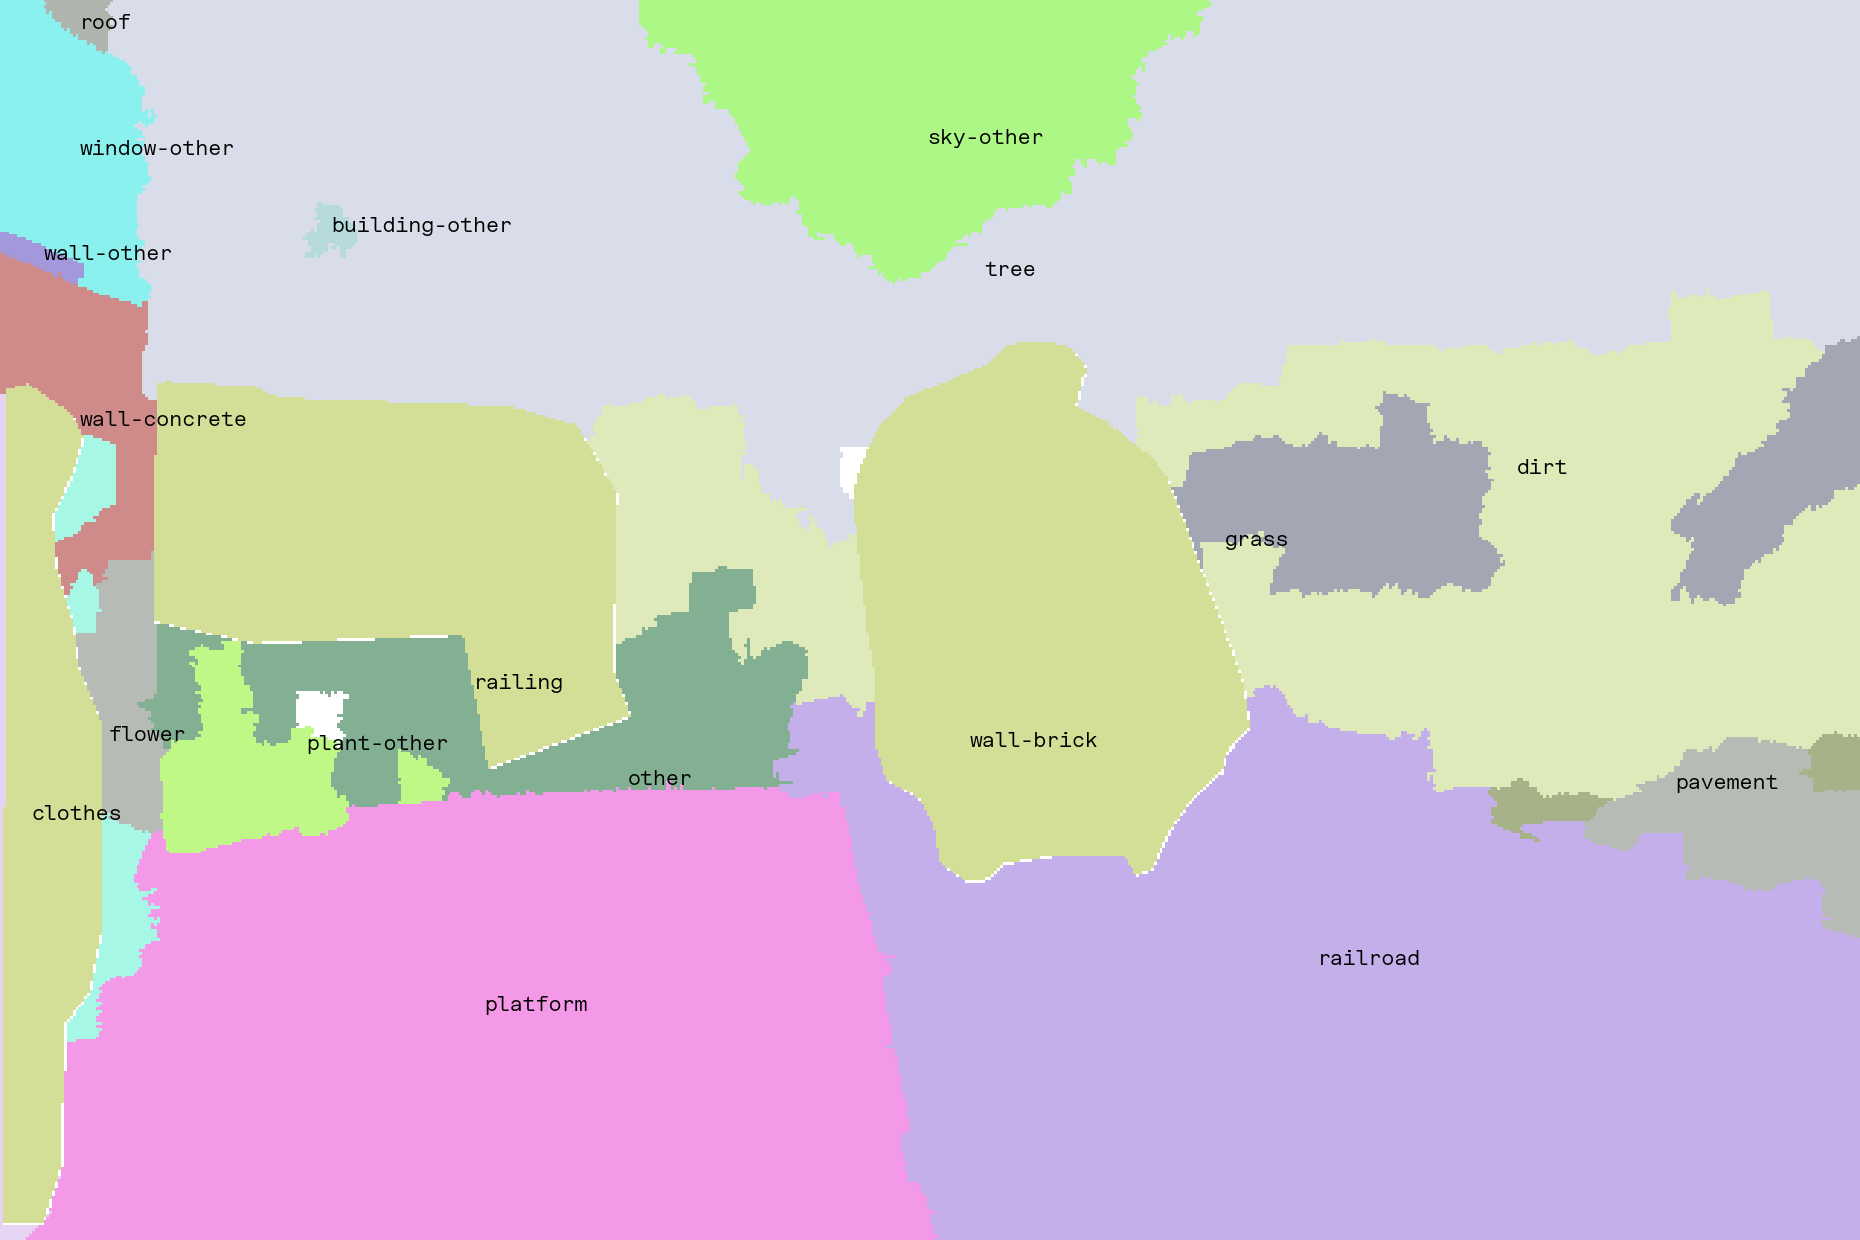 roof
sky-other
window-other
building-other
wall-other
tree
wall-concrete
dirt
grass
railing
flower
plant-other
wall-brick
other
pavement
clothes
railroad
platform